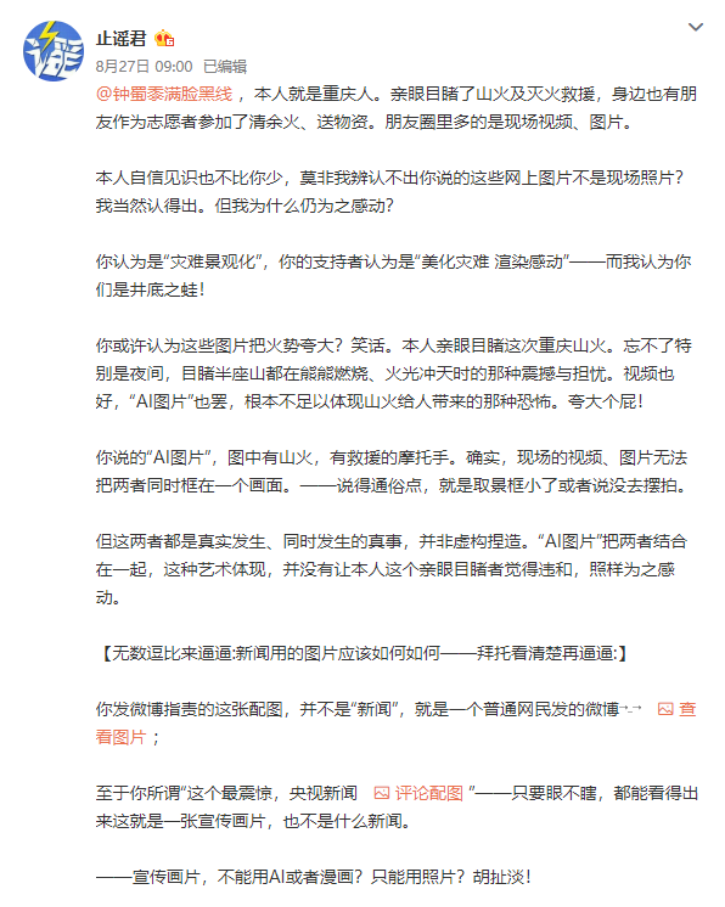 止谣君
8月27日 09:00 已编辑
@钟蜀黍满脸黑线 ，本人就是重庆人。亲眼目睹了山火及灭火救援，身边也有朋
友作为志愿者参加了清余火、送物资。朋友圈里多的是现场视频、图片。
本人自信见识也不比你少，莫非我辨认不出你说的这些网上图片不是现场照片？
我当然认得出。但我为什么仍为之感动？
你认为是“灾难景观化”，你的支持者认为是“美化灾难 渲染感动”——而我认为你
们是井底之蛙！
你或许认为这些图片把火势夸大？笑话。本人亲眼目睹这次重庆山火。忘不了特
别是夜间，目睹半座山都在熊熊燃烧、火光冲天时的那种震撼与担忧。视频也
好，“AI图片”也罢，根本不足以体现山火给人带来的那种恐怖。夸大个屁！
你说的“AI图片”，图中有山火，有救援的摩托手。确实，现场的视频、图片无法
把两者同时框在一个画面。——说得通俗点，就是取景框小了或者说没去摆拍。
但这两者都是真实发生、同时发生的真事，并非虚构捏造。“AI图片”把两者结合
在一起，这种艺术体现，并没有让本人这个亲眼目睹者觉得违和，照样为之感
动。
【无数逗比来逼逼:新闻用的图片应该如何如何——拜托看清楚再逼逼:】
你发微博指责的这张配图，并不是“新闻”，就是一个普通网民发的微博→_→ 查
看图片 ；
至于你所谓“这个最震惊，央视新闻 评论配图 ”——只要眼不瞎，都能看得出
来这就是一张宣传画片，也不是什么新闻。
——宣传画片，不能用AI或者漫画？只能用照片？胡扯淡！